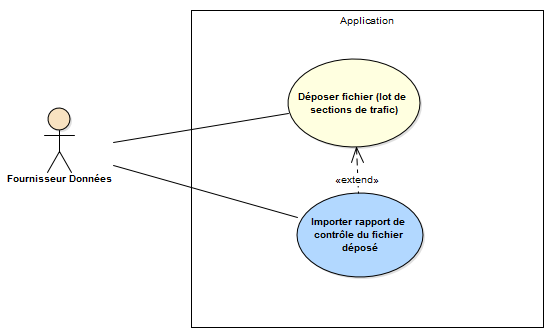 Application
Déposer fichier (lot de
sections de trafic)
Fournisseur Données
«extend»
Importer rapport de
contrôle du fichier
déposé